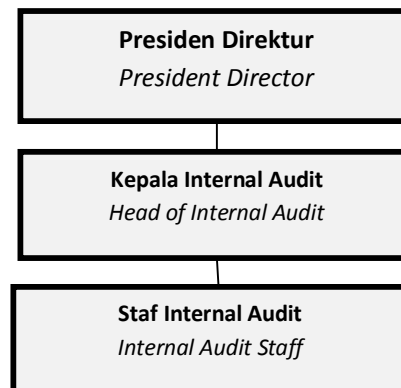 Presiden Direktur
President Director
Kepala Internal Audit
Head of Internal Audit
Staf Internal Audit
Internal Audit Staff